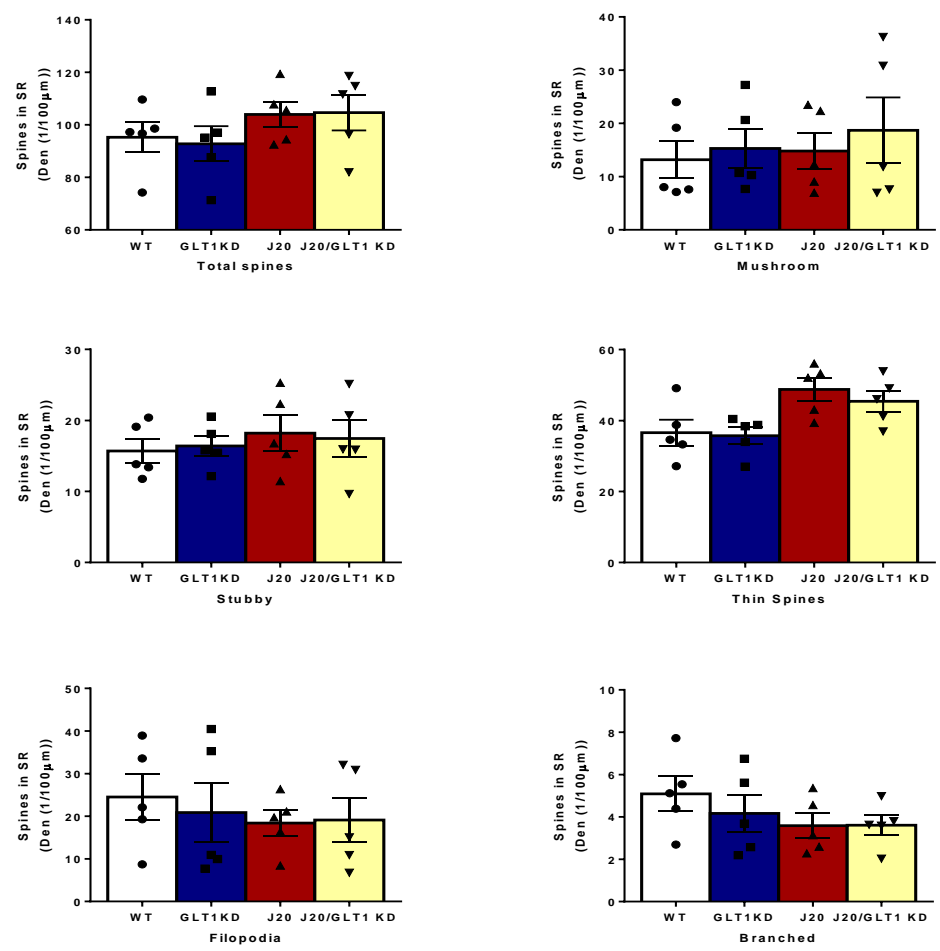 Spines in SR
(Den (1/100μm))
140
120
100
80
60
WT GLT1KD J20 J20/GLT1 KD
Total spines
Spines in SR
(Den (1/100μm))
40
30
20
10
0
WT GLT1KD J20 J20/GLT1 KD
Mushroom
Spines in SR
(Den (1/100μm))
30
20
10
0
WT GLT1KD J20 J20/GLT1 KD
Stubby
Spines in SR
(Den (1/100μm))
60
40
20
0
WT GLT1KD J20 J20/GLT1 KD
Thin Spines
Spines in SR
(Den (1/100μm))
50
40
30
20
10
0
WT GLT1KD J20 J20/GLT1 KD
Filopodia
Spines in SR
(Den (1/100μm))
10
8
6
4
2
0
WT GLT1KD J20 J20/GLT1 KD
Branched